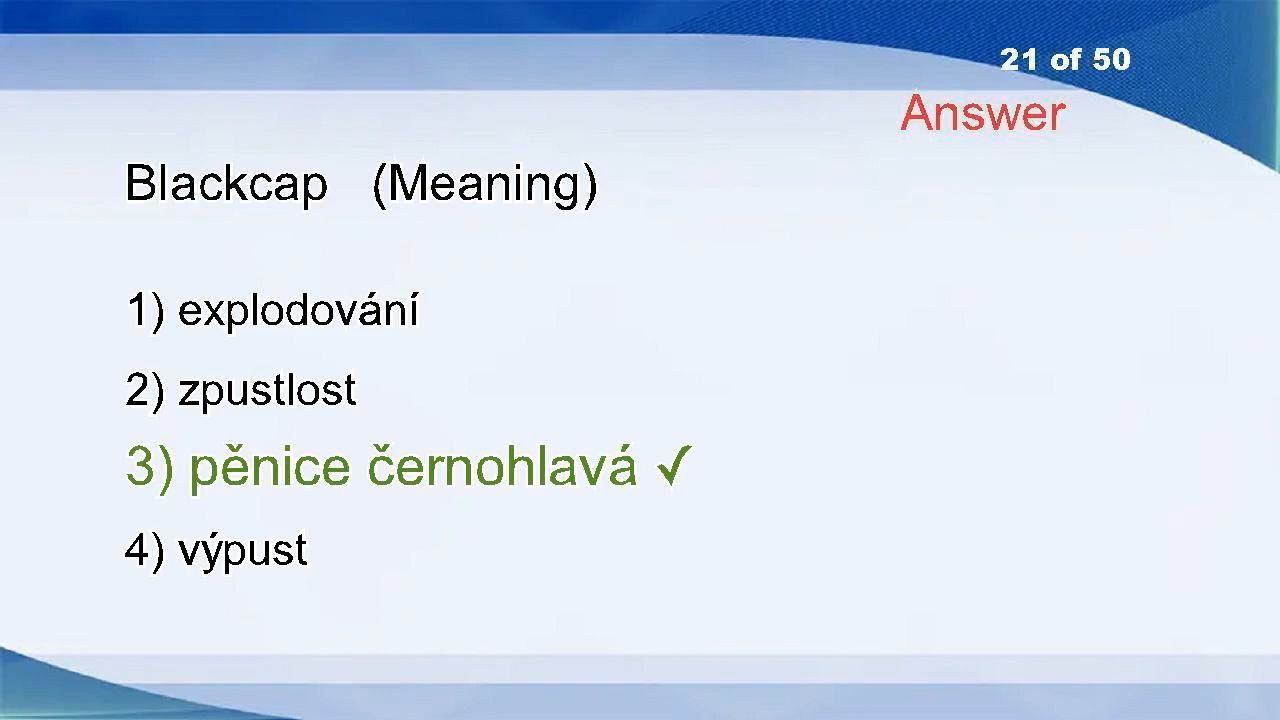 21 of 50
Answer
Blackcap (Meaning)
1) explodování
2) zpustlost
3) pěnice černohlavá ✓
4) výpust